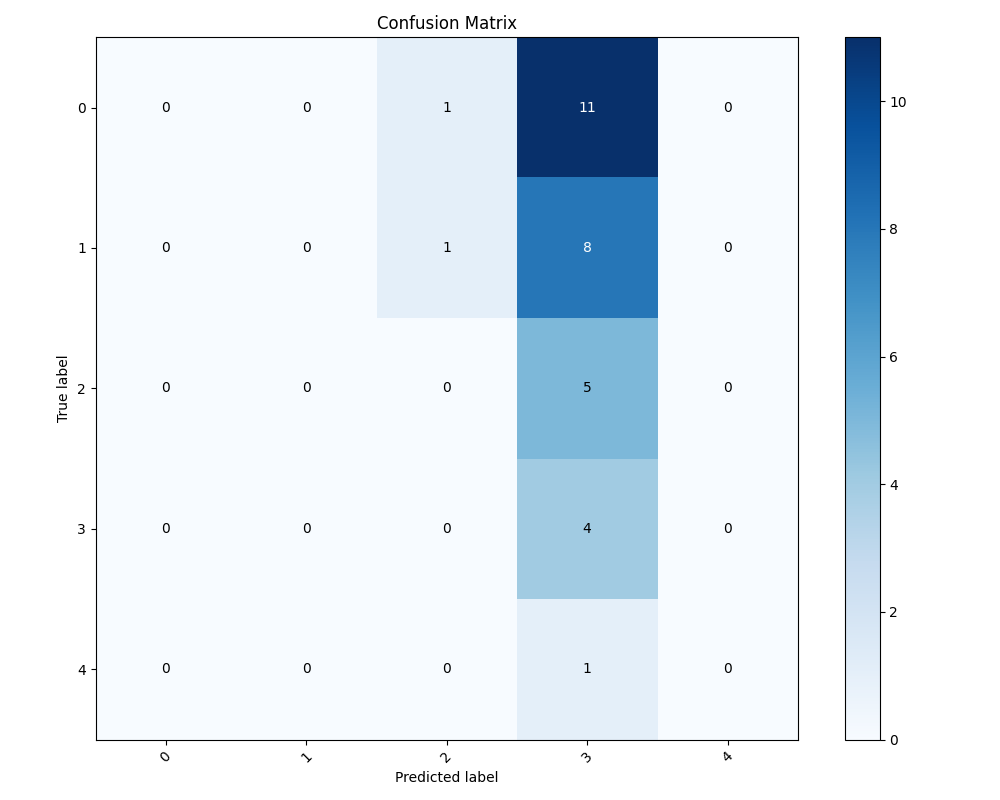 Confusion Matrix
0 0 0 1 11 0
1 0 0 1 8 0
2 0 0 0 5 0
3 0 0 0 4 0
4 0 0 0 1 0
0 1 2 3 4
True label
Predicted label
10
8
6
4
2
0